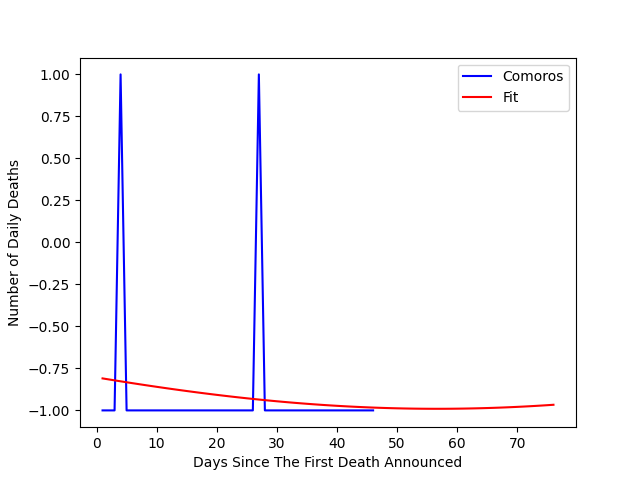 Comoros
Fit
1.00
0.75
0.50
0.25
0.00
−0.25
−0.50
−0.75
−1.00
Number of Daily Deaths
0 10 20 30 40 50 60 70
Days Since The First Death Announced